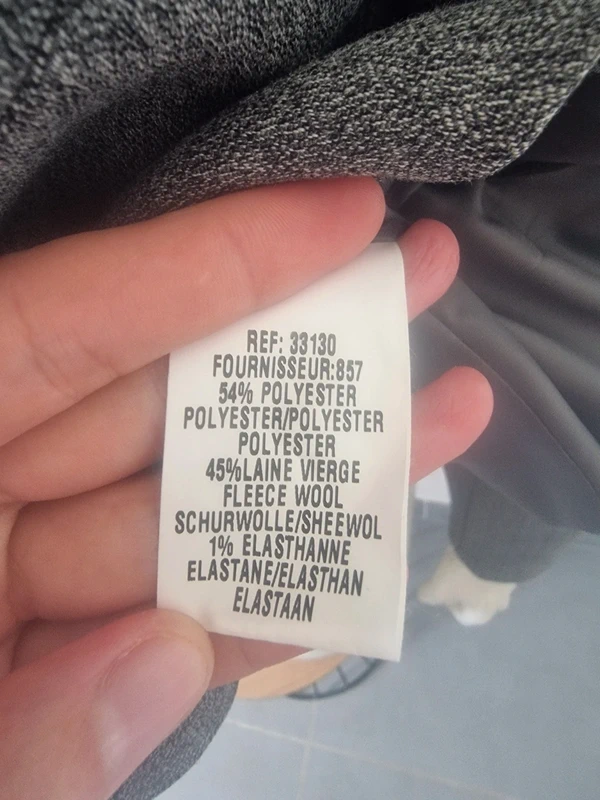 REF: 33130
FOURNISSEUR:857
54% POLYESTER
POLYESTER/POLYESTER
POLYESTER
45%LAINE VIERGE
FLEECE WOOL
SCHURWOLLE/SHEEWOL
1% ELASTHANNE
ELASTANE/ELASTHAN
ELASTAAN